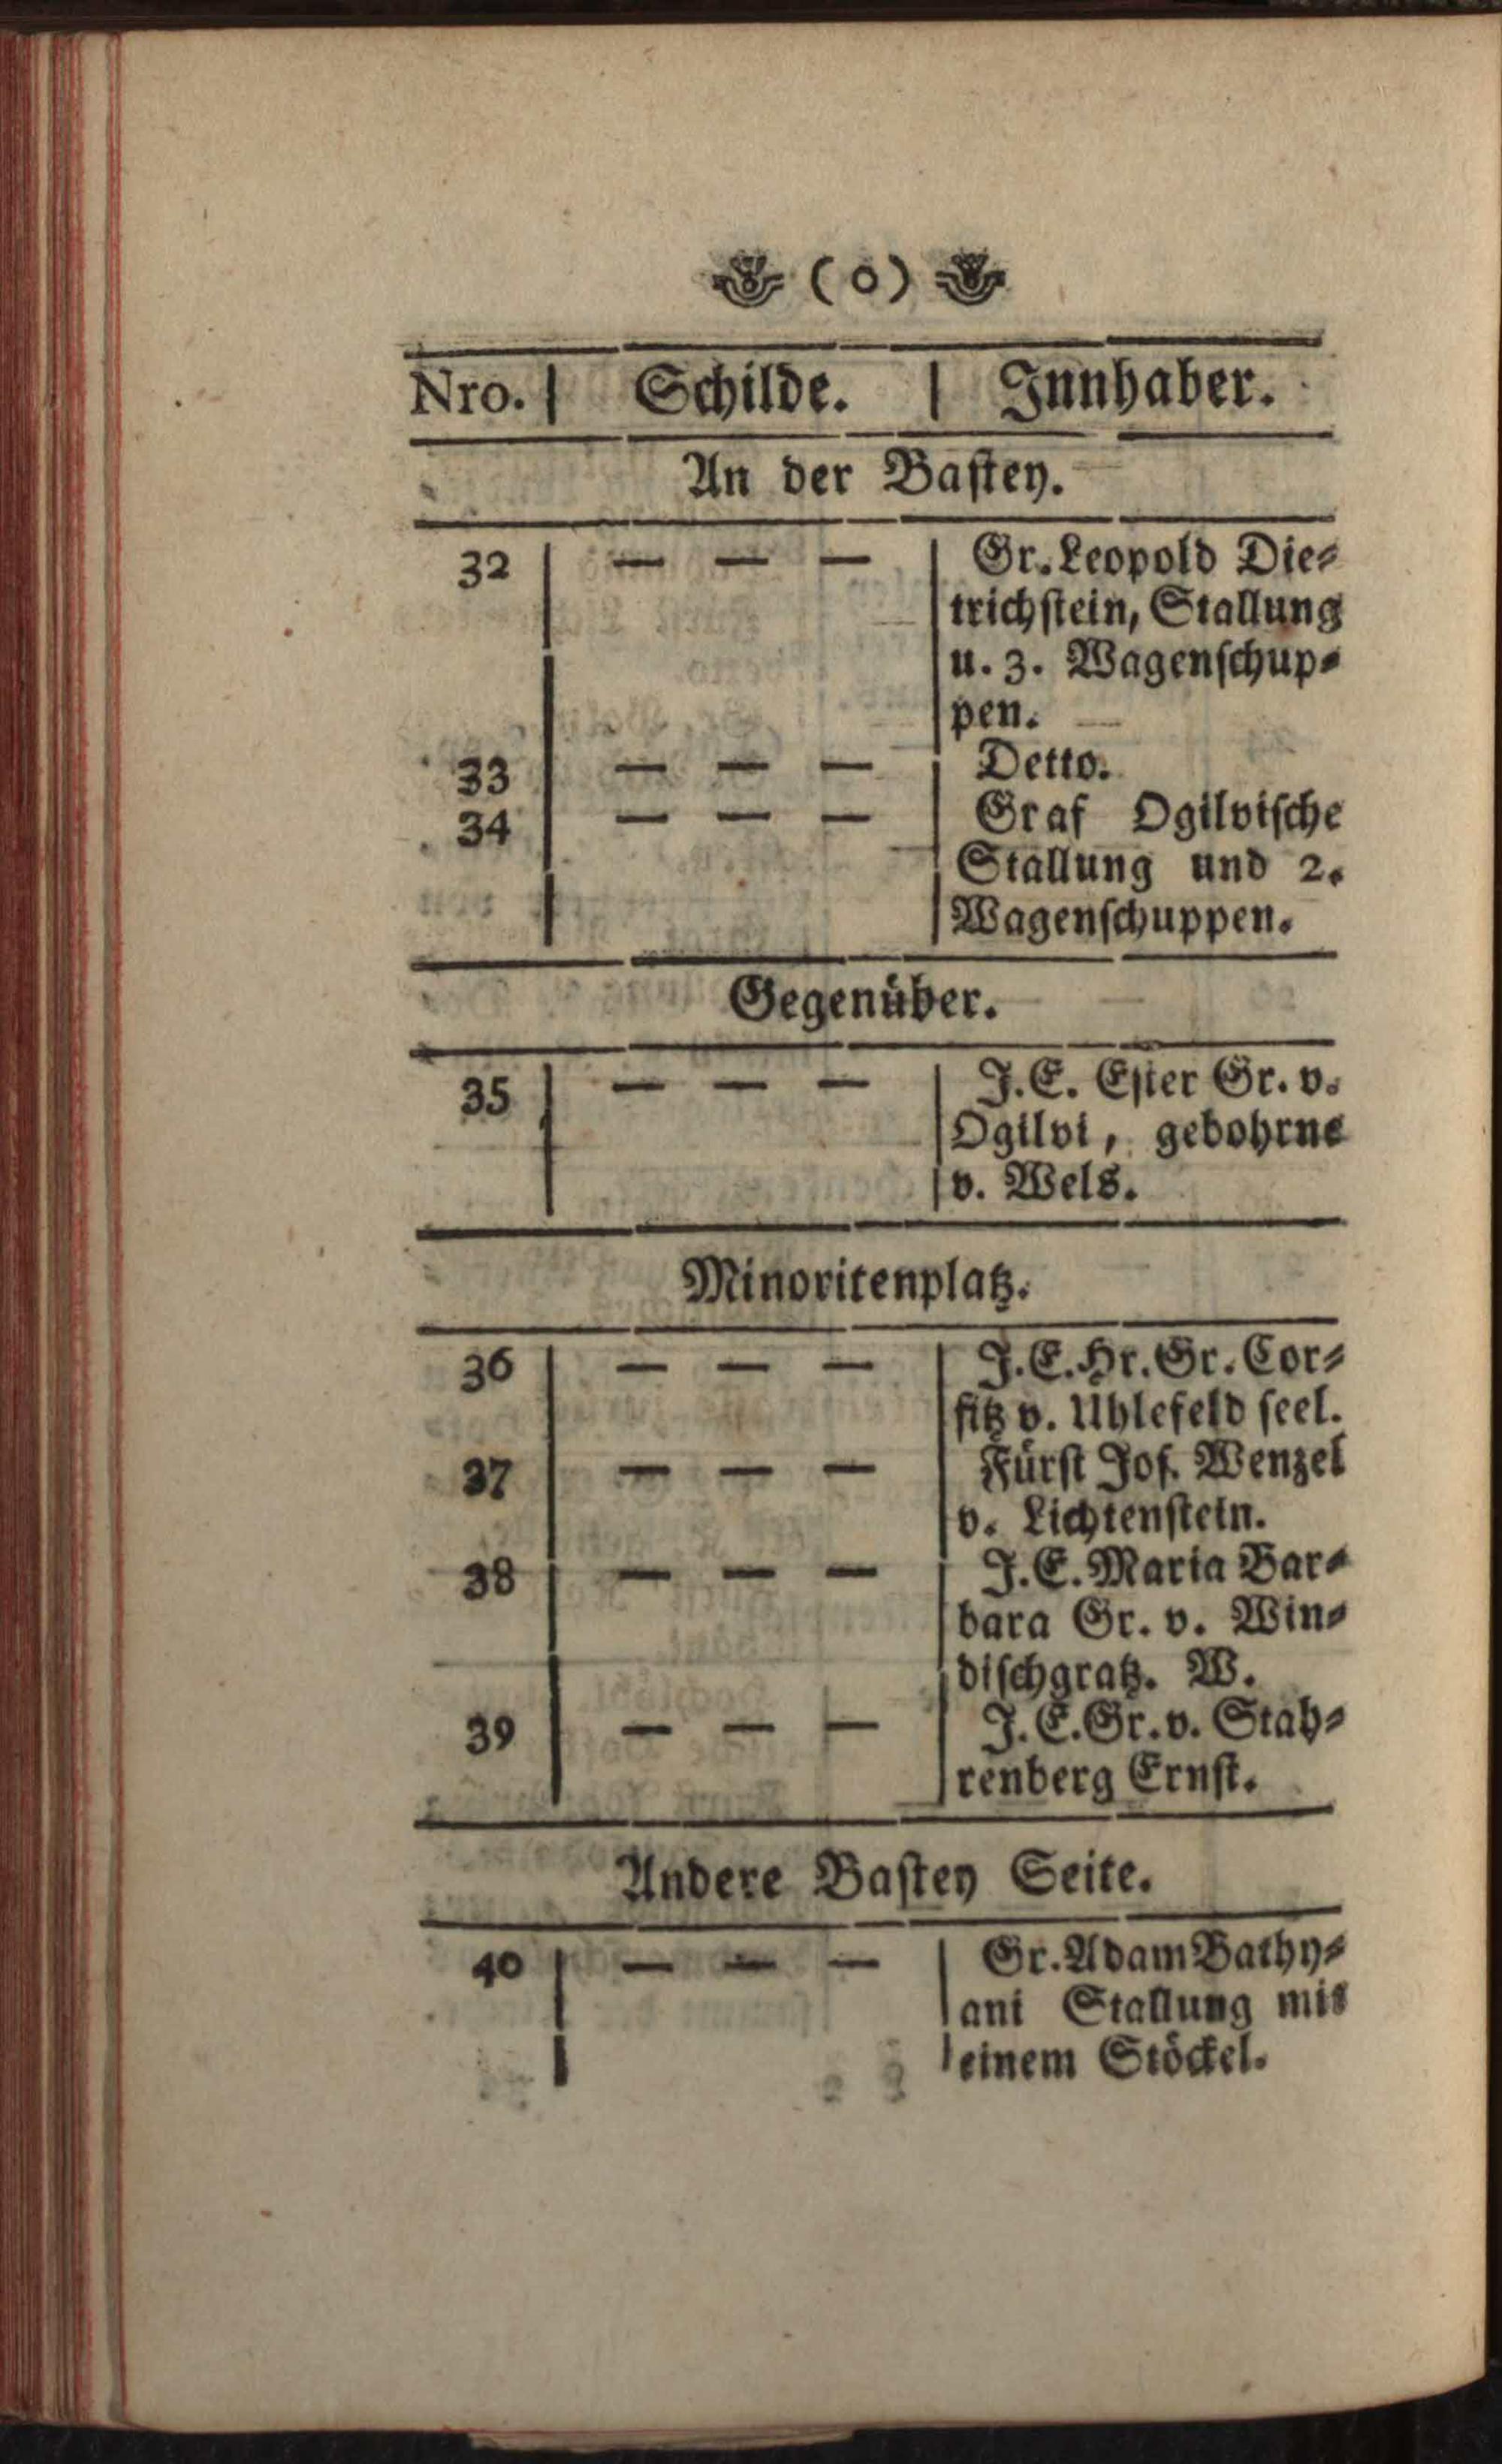 ( o )
Nro. | Schilde. | Innhaber.
An der Bastey.
32 | — — — | Gr. Leopold Die-
trichstein, Stallung
u. 3. Wagenschup-
pen.
33 | — — — | Detto.
34 | — — — | Graf Ogilvische
Stallung und 2.
Wagenschuppen.
Gegenüber.
35 | — — — | J. E. Ester Gr. v.
Ogilvi, gebohrne
v. Wels.
Minoritenplatz.
36 | — — — | J. E. Hr. Gr. Cor-
fitz v. Uhlefeld seel.
37 | — — — | Fürst Jos. Wenzel
v. Lichtenstein.
38 | — — — | J. E. Maria Bar-
bara Gr. v. Win-
dischgratz. W.
39 | — — — | J. E. Gr. v. Stah-
renberg Ernst.
Andere Bastey Seite.
40 | — — — | Gr. Adam Bathy-
ani Stallung mit
einem Stöckel.